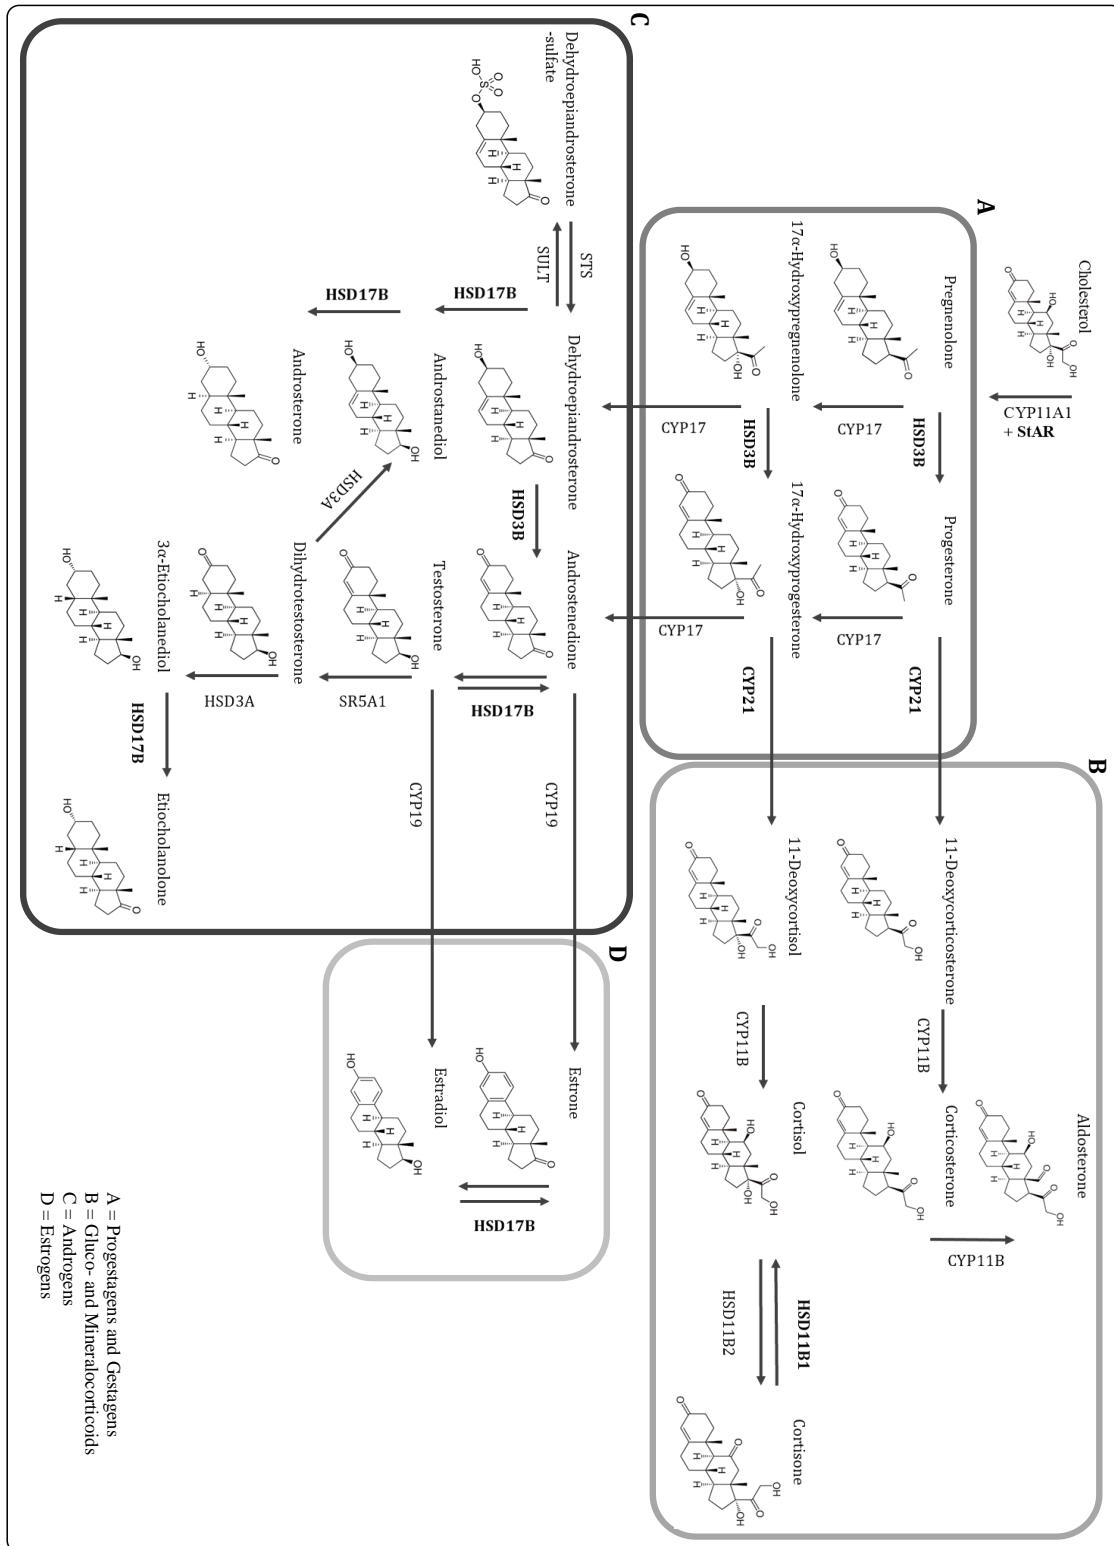 B
Cholesterol
Aldosterone
CYP11A1
+ StAR
CYP11B
A
Pregnenolone
HSD3B
Progesterone
CYP21
11-Deoxycorticosterone
CYP11B
Corticosterone
CYP17
CYP17
17α-Hydroxypregnenolone
HSD3B
17α-Hydroxyprogesterone
CYP21
11-Deoxycortisol
CYP11B
Cortisol
HSD11B1
HSD11B2
Cortisone
CYP17
CYP17
C
D
Dehydroepiandrosterone
-sulfate
STS
SULT
Dehydroepiandrosterone
HSD3B
Androstenedione
CYP19
Estrone
HSD17B
HSD17B
HSD17B
Androstanediol
Testosterone
CYP19
Estradiol
HSD17B
HSD3A
SR5A1
Androsterone
Dihydrotestosterone
HSD3A
3α-Etiocholanediol
HSD17B
Etiocholanolone
A = Progestagens and Gestagens
B = Gluco- and Mineralocorticoids
C = Androgens
D = Estrogens